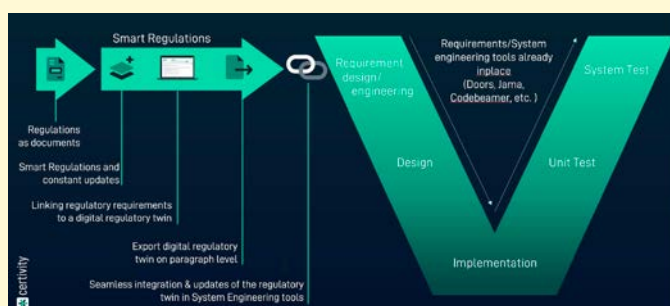 Smart Regulations
Regulations
as documents
Smart Regulations and
constant updates
Linking regulatory requirements
to a digital regulatory twin
Export digital regulatory
twin on paragraph level
Seamless integration & updates of the regulatory
twin in System Engineering tools
Requirement
design/
engineering
Requirements/System
engineering tools already
inplace
(Doors, Jama,
Codebeamer, etc. )
System Test
Design
Unit Test
Implementation
certivity